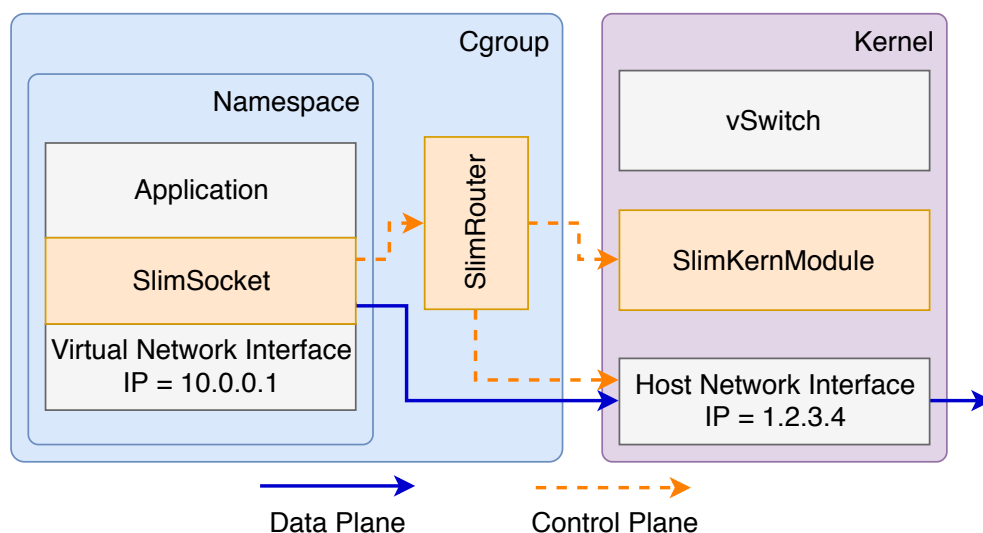 Cgroup
Kernel
Namespace
vSwitch
Application
SlimRouter
SlimSocket
SlimKernModule
Virtual Network Interface
IP = 10.0.0.1
Host Network Interface
IP = 1.2.3.4
Data Plane
Control Plane